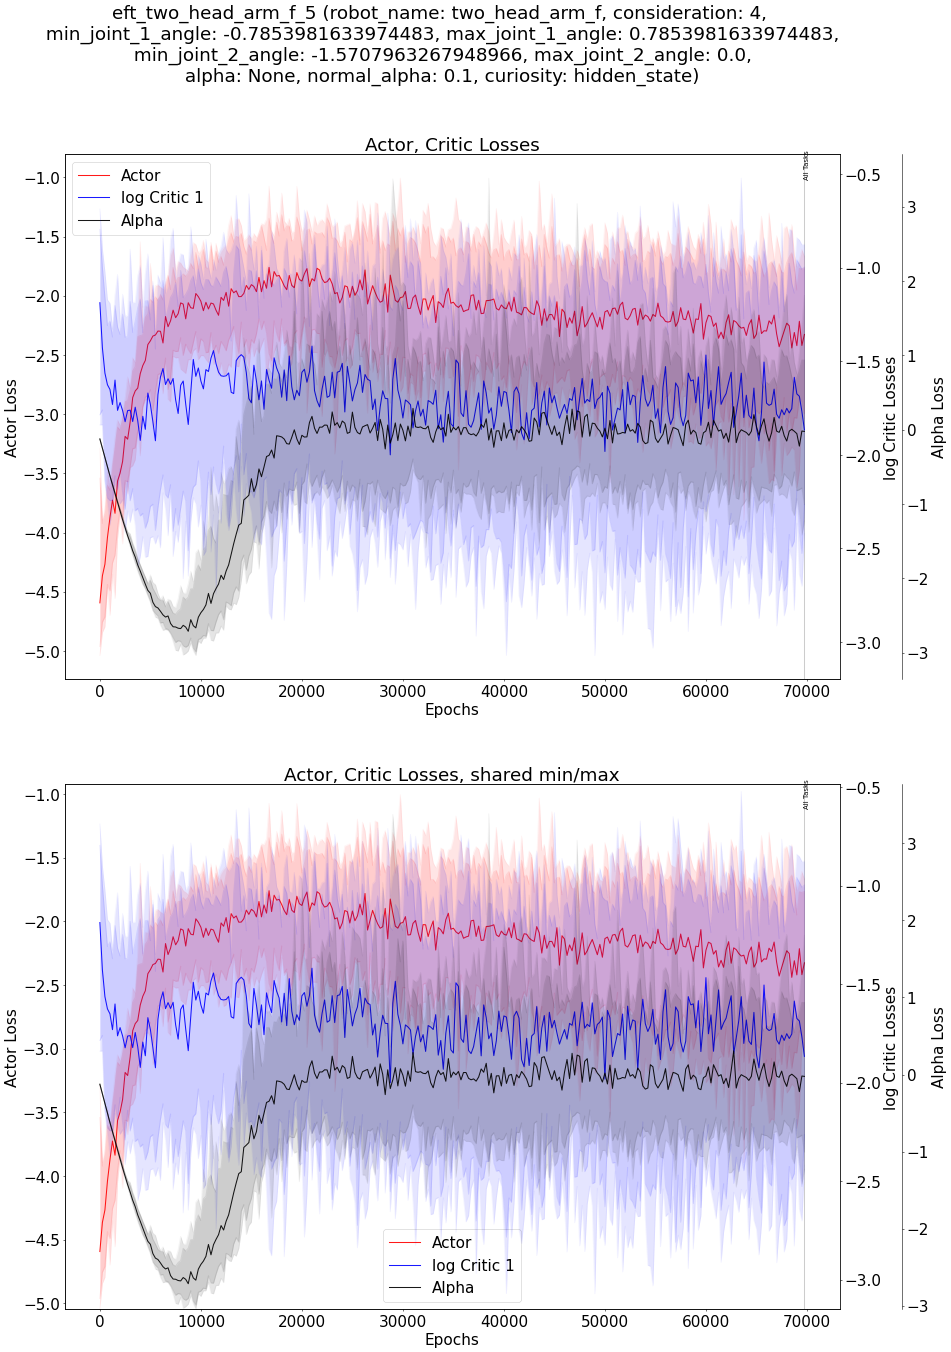 eft_two_head_arm_f_5 (robot_name: two_head_arm_f, consideration: 4,
min_joint_1_angle: -0.7853981633974483, max_joint_1_angle: 0.7853981633974483,
min_joint_2_angle: -1.5707963267948966, max_joint_2_angle: 0.0,
alpha: None, normal_alpha: 0.1, curiosity: hidden_state)
Actor, Critic Losses
Actor
log Critic 1
Alpha
All Tasks
−1.0
−1.5
−2.0
−2.5
−3.0
−3.5
−4.0
−4.5
−5.0
Actor Loss
−0.5
−1.0
−1.5
−2.0
−2.5
−3.0
log Critic Losses
3
2
1
0
−1
−2
−3
Alpha Loss
0
10000
20000
30000
40000
50000
60000
70000
Epochs
Actor, Critic Losses, shared min/max
All Tasks
−1.0
−1.5
−2.0
−2.5
−3.0
−3.5
−4.0
−4.5
−5.0
Actor Loss
−0.5
−1.0
−1.5
−2.0
−2.5
−3.0
log Critic Losses
3
2
1
0
−1
−2
−3
Alpha Loss
Actor
log Critic 1
Alpha
0
10000
20000
30000
40000
50000
60000
70000
Epochs